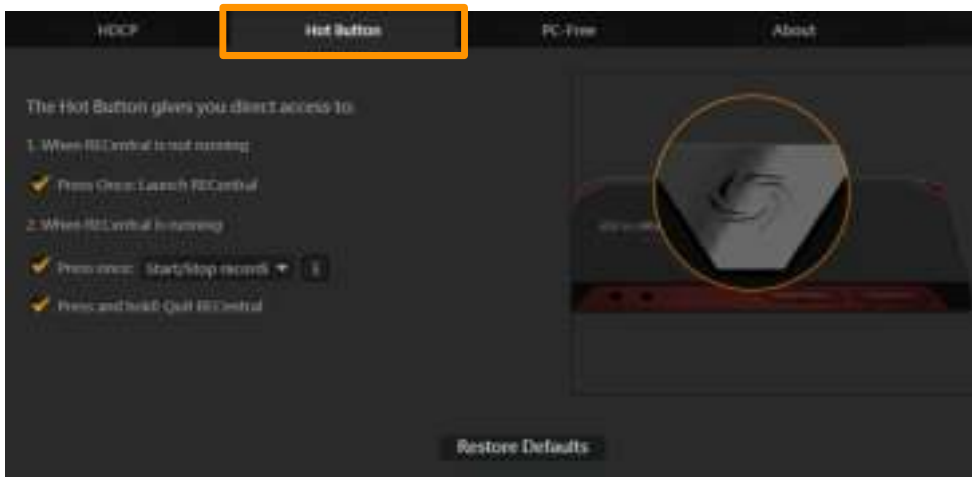 HDCP
Hot Button
PC-Free
About
The Hot Button gives you direct access to:
1. When RECentral is not running
Press Once: Launch RECentral
2. When RECentral is running
Press once: Start/Stop recordi
Press and hold: Quit RECentral
Restore Defaults